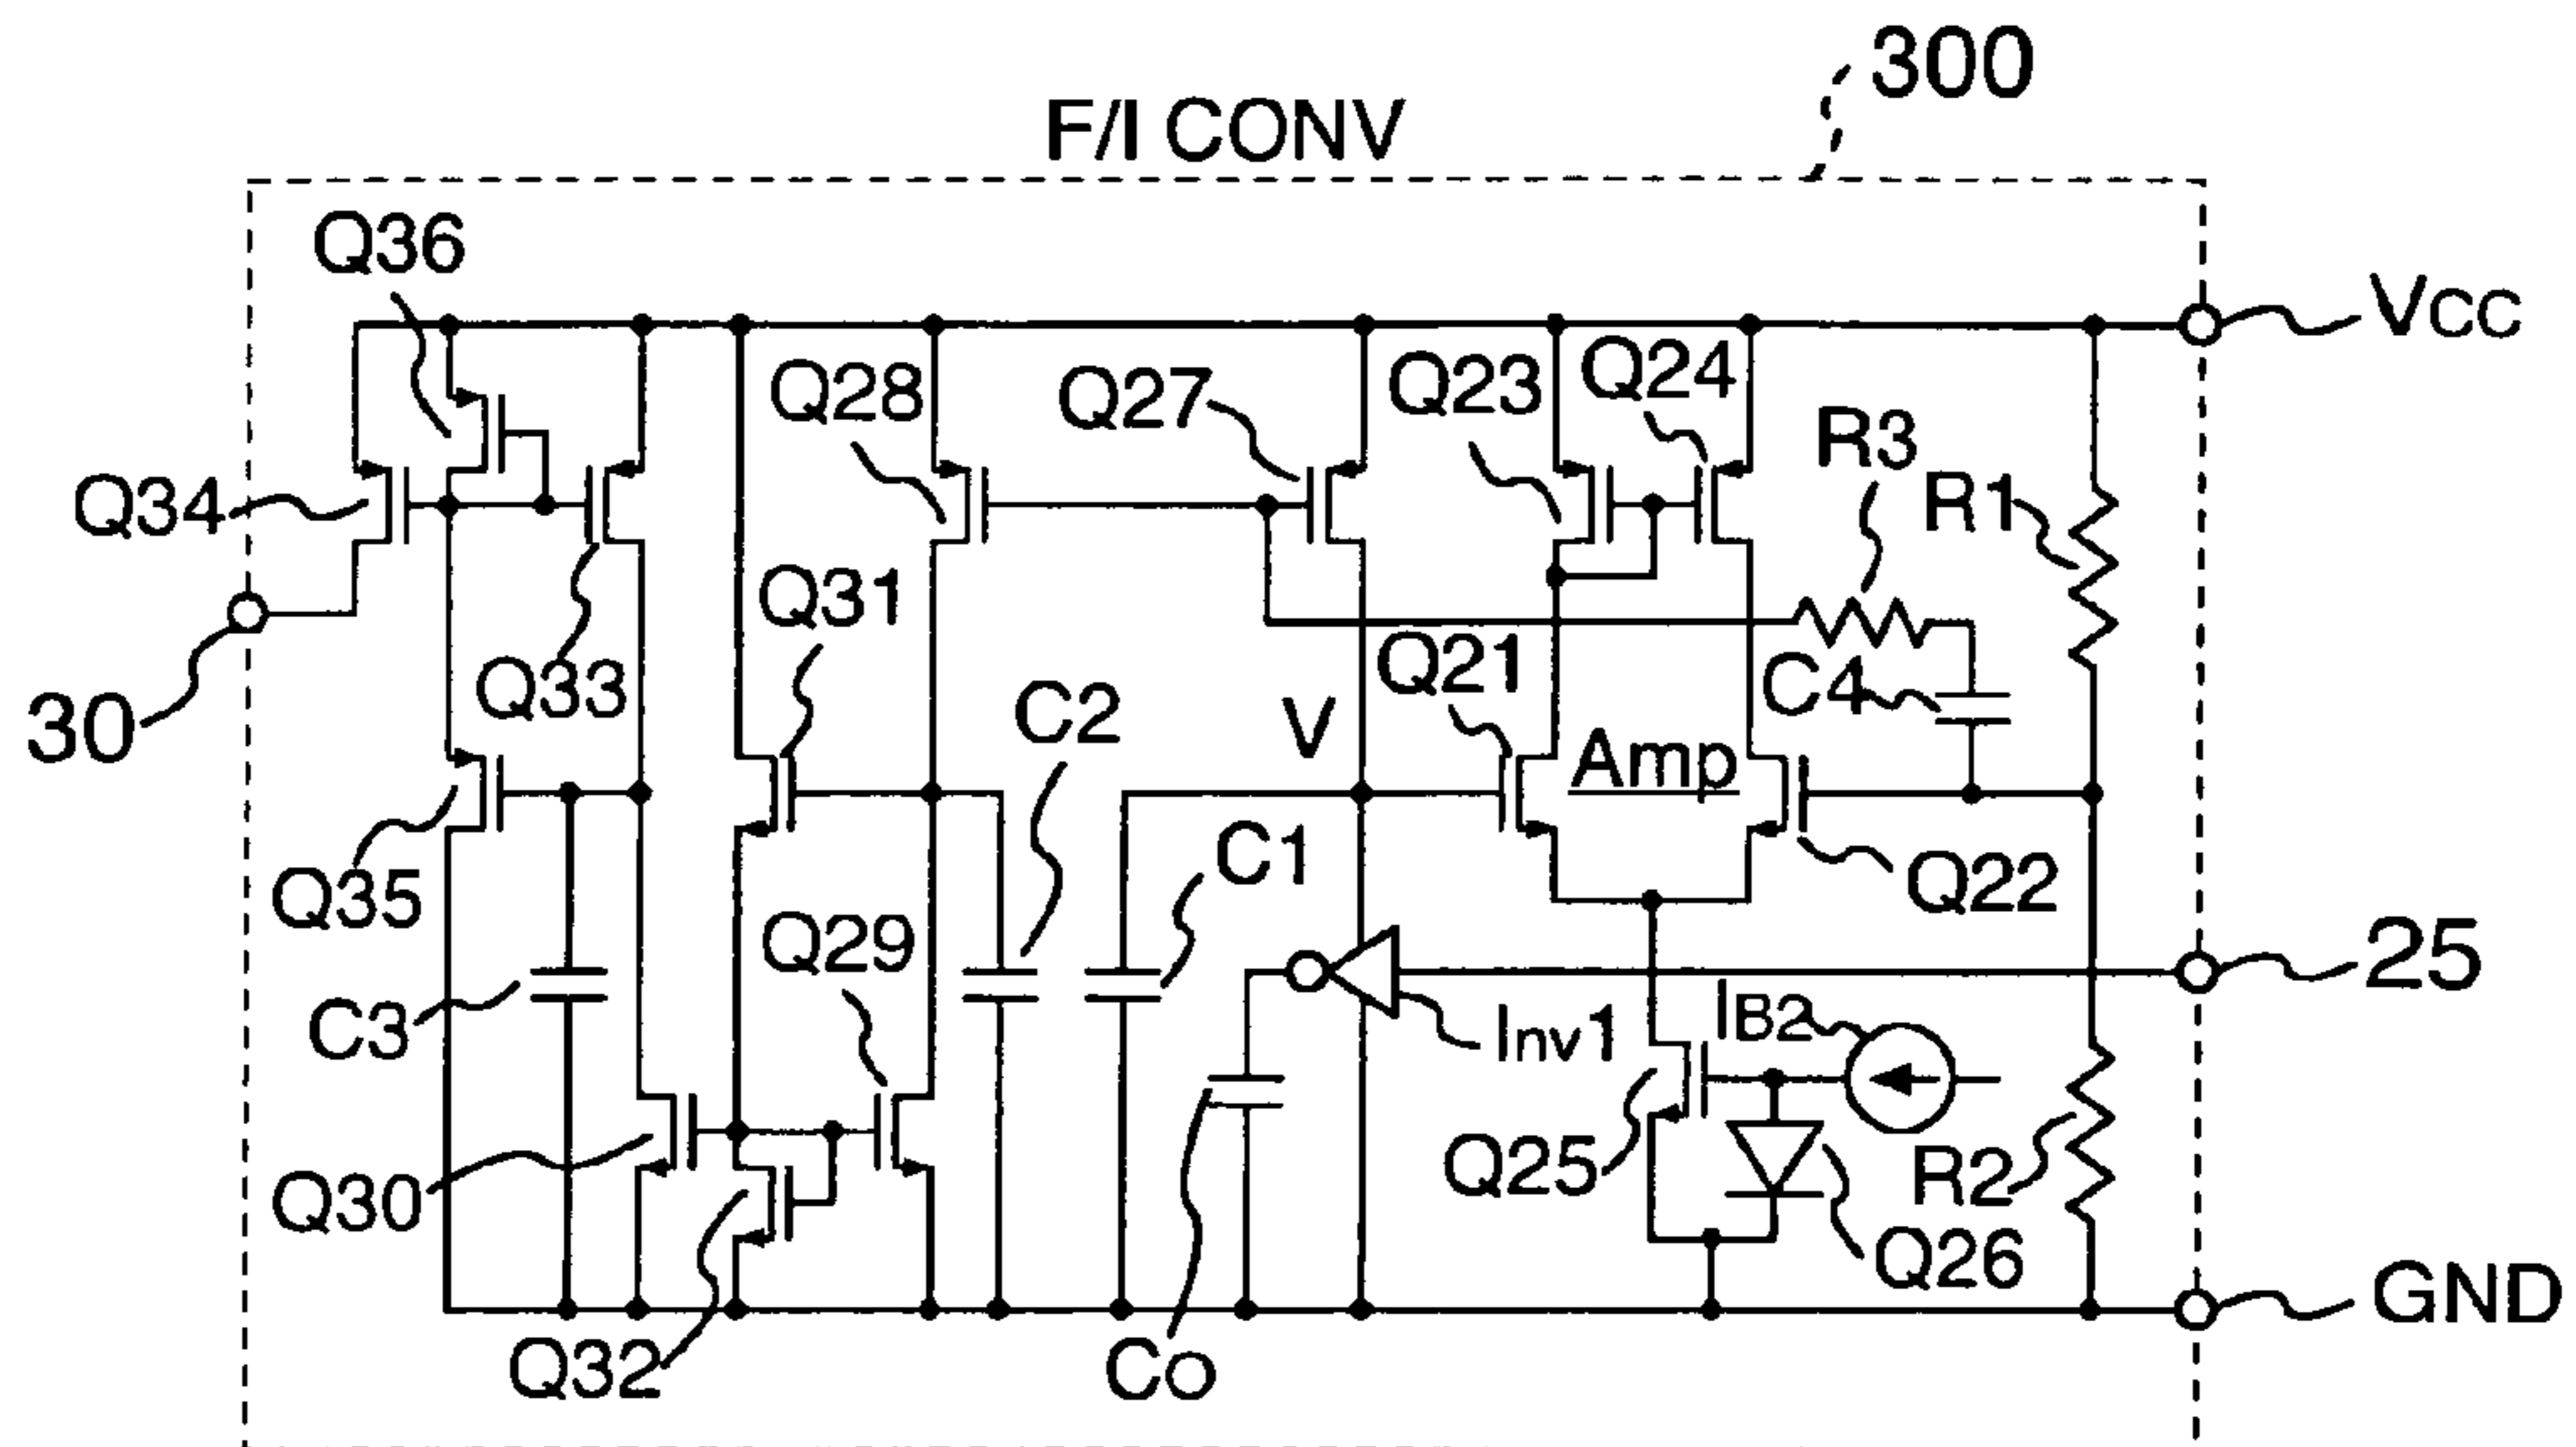 300
F/I CONV
Q36
VCC
Q28
Q27
Q23
Q24
R3
R1
Q34
Q31
Q21
Q33
C4
30
C2
V
Amp
C1
Q35
Q22
Q29
25
C3
Inv1
IB2
Q25
R2
Q30
Q26
GND
Q32
CO